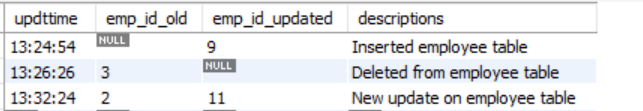 updttime emp_id_old emp_id_updated descriptions
13:24:54 NULL 9 Inserted employee table
13:26:26 3 NULL Deleted from employee table
13:32:24 2 11 New update on employee table